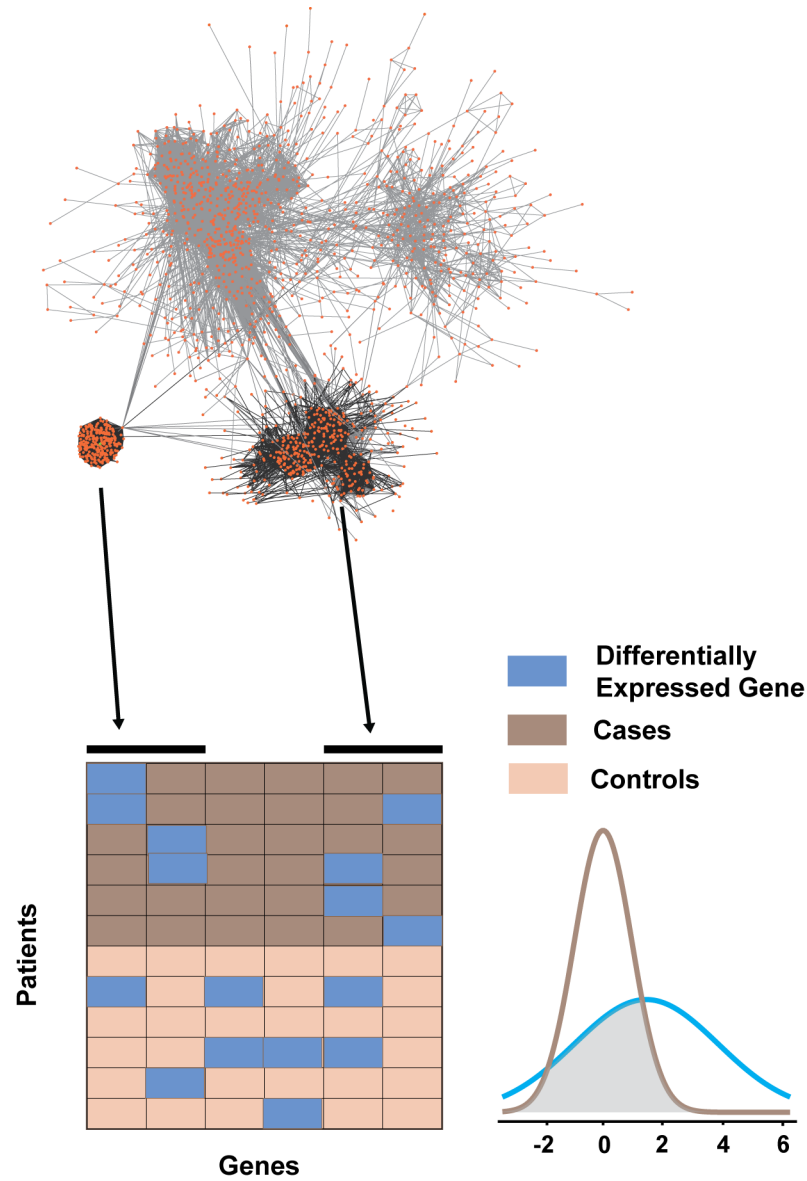 Differentially
Expressed Gene
Cases
Controls
Patients
Genes
-2 0 2 4 6